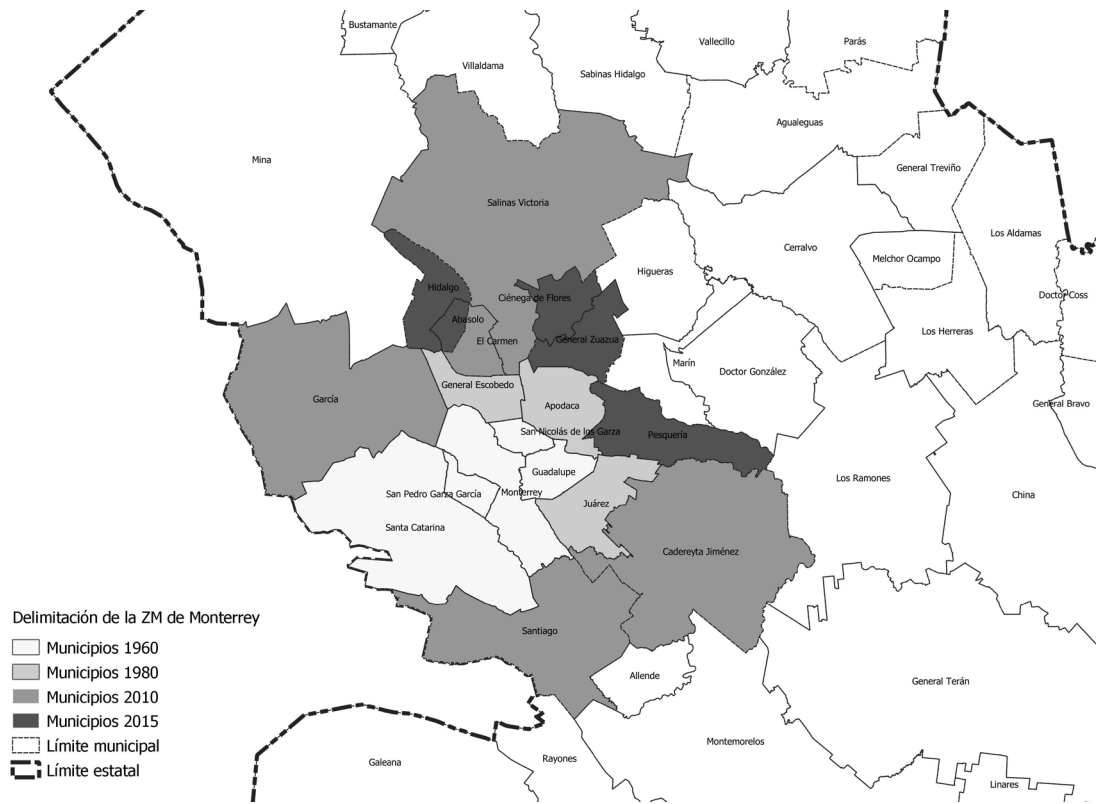 Bustamante
Vallecillo
Parás
Villaldama
Sabinas Hidalgo
Agualeguas
Mina
General Treviño
Salinas Victoria
Los Aldamas
Cerralvo
Melchor Ocampo
Higueras
Hidalgo
Ciénega de Flores
Doctor Coss
Abasolo
Los Herreras
El Carmen
General Zuazua
Marín
Doctor González
General Escobedo
García
Apodaca
General Bravo
San Nicolás de los Garza
Pesquería
Guadalupe
Los Ramones
San Pedro Garza García
Monterrey
China
Juárez
Santa Catarina
Cadereyta Jiménez
Delimitación de la ZM de Monterrey
Municipios 1960
Municipios 1980
Municipios 2010
Municipios 2015
Límite municipal
Límite estatal
Santiago
Allende
General Terán
Montemorelos
Rayones
Galeana
Linares